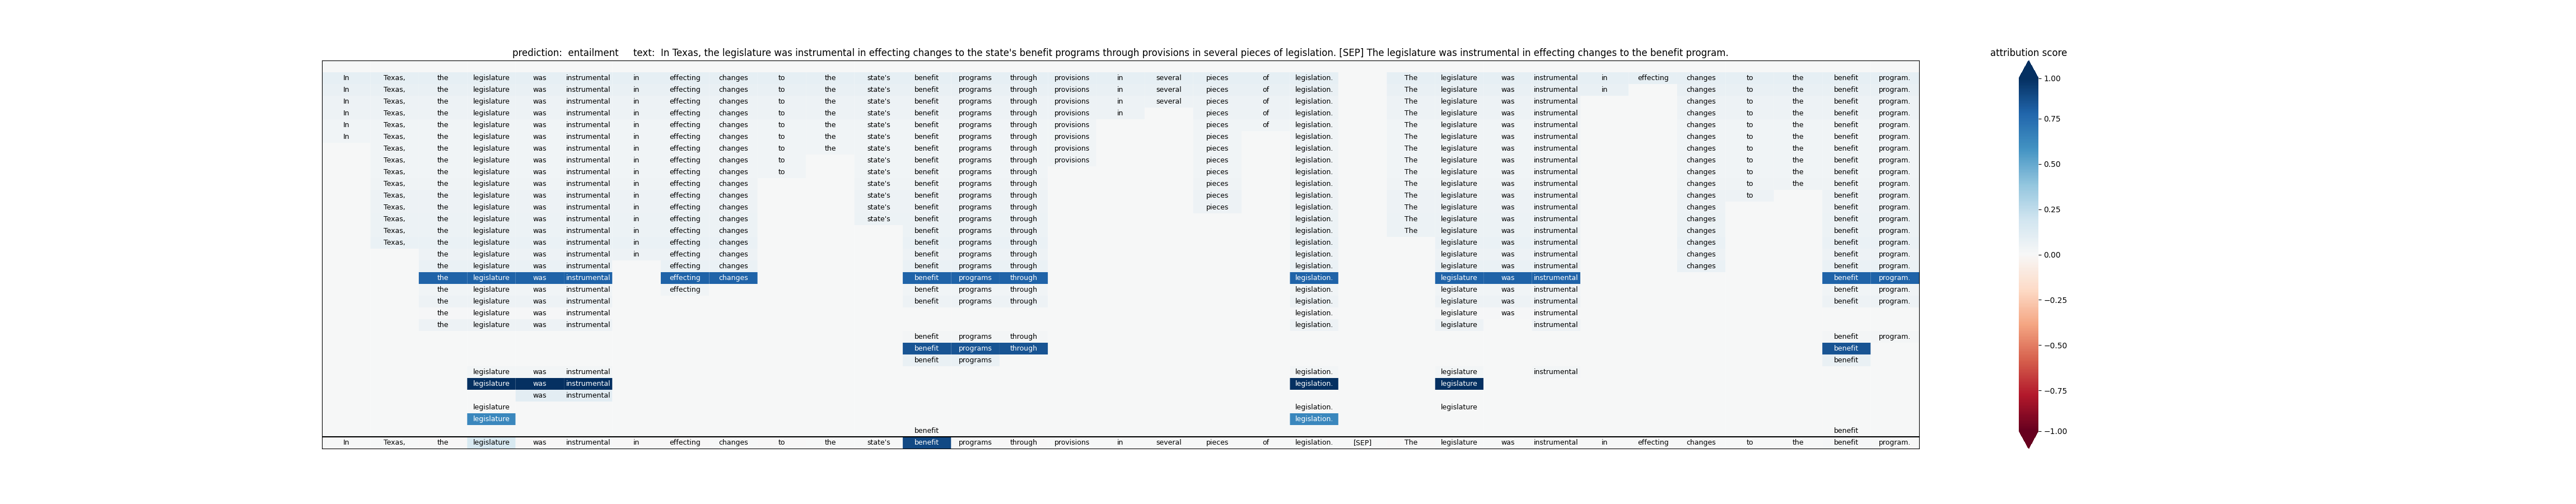 prediction: entailment text: In Texas, the legislature was instrumental in effecting changes to the state's benefit programs through provisions in several pieces of legislation. [SEP] The legislature was instrumental in effecting changes to the benefit program.
In Texas, the legislature was instrumental in effecting changes to the state's benefit programs through provisions in several pieces of legislation. The legislature was instrumental in effecting changes to the benefit program.
In Texas, the legislature was instrumental in effecting changes to the state's benefit programs through provisions in several pieces of legislation. The legislature was instrumental in changes to the benefit program.
In Texas, the legislature was instrumental in effecting changes to the state's benefit programs through provisions in several pieces of legislation. The legislature was instrumental changes to the benefit program.
In Texas, the legislature was instrumental in effecting changes to the state's benefit programs through provisions in pieces of legislation. The legislature was instrumental changes to the benefit program.
In Texas, the legislature was instrumental in effecting changes to the state's benefit programs through provisions pieces of legislation. The legislature was instrumental changes to the benefit program.
In Texas, the legislature was instrumental in effecting changes to the state's benefit programs through provisions pieces legislation. The legislature was instrumental changes to the benefit program.
Texas, the legislature was instrumental in effecting changes to the state's benefit programs through provisions pieces legislation. The legislature was instrumental changes to the benefit program.
Texas, the legislature was instrumental in effecting changes to state's benefit programs through provisions pieces legislation. The legislature was instrumental changes to the benefit program.
Texas, the legislature was instrumental in effecting changes to state's benefit programs through pieces legislation. The legislature was instrumental changes to the benefit program.
Texas, the legislature was instrumental in effecting changes state's benefit programs through pieces legislation. The legislature was instrumental changes to the benefit program.
Texas, the legislature was instrumental in effecting changes state's benefit programs through pieces legislation. The legislature was instrumental changes to benefit program.
Texas, the legislature was instrumental in effecting changes state's benefit programs through pieces legislation. The legislature was instrumental changes benefit program.
Texas, the legislature was instrumental in effecting changes state's benefit programs through legislation. The legislature was instrumental changes benefit program.
Texas, the legislature was instrumental in effecting changes benefit programs through legislation. The legislature was instrumental changes benefit program.
Texas, the legislature was instrumental in effecting changes benefit programs through legislation. legislature was instrumental changes benefit program.
the legislature was instrumental in effecting changes benefit programs through legislation. legislature was instrumental changes benefit program.
the legislature was instrumental effecting changes benefit programs through legislation. legislature was instrumental changes benefit program.
the legislature was instrumental effecting changes benefit programs through legislation. legislature was instrumental benefit program.
the legislature was instrumental effecting benefit programs through legislation. legislature was instrumental benefit program.
the legislature was instrumental benefit programs through legislation. legislature was instrumental benefit program.
the legislature was instrumental legislation. legislature was instrumental
the legislature was instrumental legislation. legislature instrumental
benefit programs through benefit program.
benefit programs through benefit
benefit programs benefit
legislature was instrumental legislation. legislature instrumental
legislature was instrumental legislation. legislature
was instrumental
legislature legislation. legislature
legislature legislation.
benefit benefit
In Texas, the legislature was instrumental in effecting changes to the state's benefit programs through provisions in several pieces of legislation. [SEP] The legislature was instrumental in effecting changes to the benefit program.
attribution score
1.00
0.75
0.50
0.25
0.00
−0.25
−0.50
−0.75
−1.00